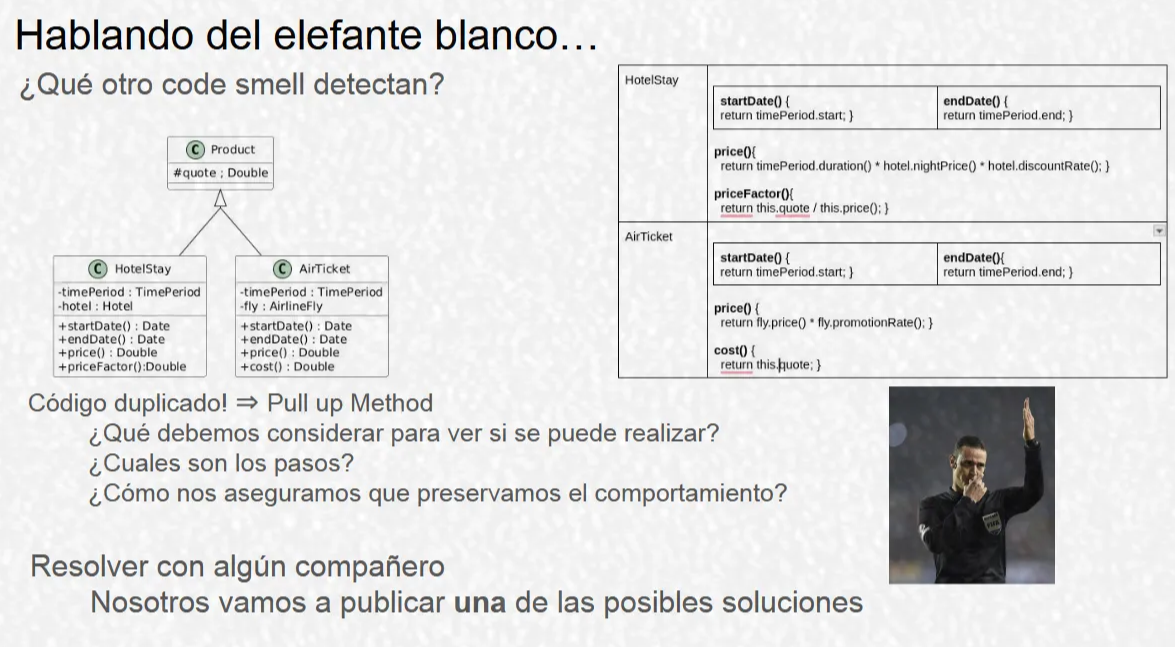 Hablando del elefante blanco…
¿Qué otro code smell detectan?
C Product
#quote : Double
C HotelStay
-timePeriod : TimePeriod
-hotel : Hotel
+startDate() : Date
+endDate() : Date
+price() : Double
+priceFactor():Double
C AirTicket
-timePeriod : TimePeriod
-fly : AirlineFly
+startDate() : Date
+endDate() : Date
+price() : Double
+cost() : Double
HotelStay
startDate() {
return timePeriod.start; }
endDate() {
return timePeriod.end; }
price(){
return timePeriod.duration() * hotel.nightPrice() * hotel.discountRate(); }
priceFactor(){
return this.quote / this.price(); }
AirTicket
startDate() {
return timePeriod.start; }
endDate(){
return timePeriod.end; }
price() {
return fly.price() * fly.promotionRate(); }
cost() {
return this.quote; }
Código duplicado! ⇒ Pull up Method
¿Qué debemos considerar para ver si se puede realizar?
¿Cuales son los pasos?
¿Cómo nos aseguramos que preservamos el comportamiento?
FIFA
Resolver con algún compañero
Nosotros vamos a publicar una de las posibles soluciones